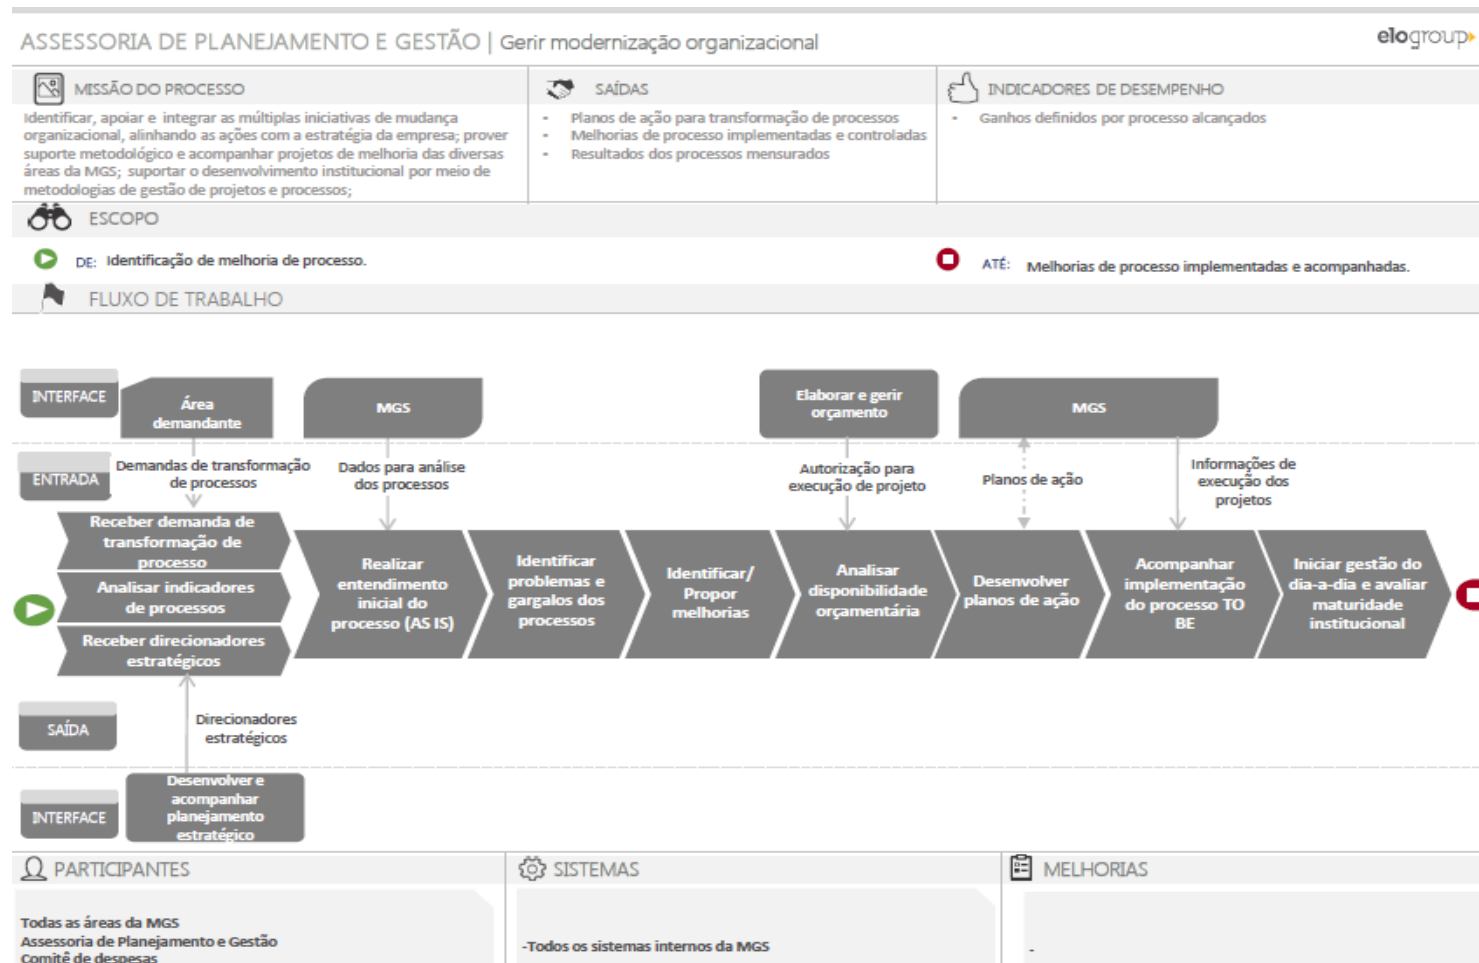 ASSESSORIA DE PLANEJAMENTO E GESTÃO | Gerir modernização organizacional
elogroup
MISSÃO DO PROCESSO
Identificar, apoiar e integrar as múltiplas iniciativas de mudança
organizacional, alinhando as ações com a estratégia da empresa; prover
suporte metodológico e acompanhar projetos de melhoria das diversas
áreas da MGS; suportar o desenvolvimento institucional por meio de
metodologias de gestão de projetos e processos;
SAÍDAS
- Planos de ação para transformação de processos
- Melhorias de processo implementadas e controladas
- Resultados dos processos mensurados
INDICADORES DE DESEMPENHO
- Ganhos definidos por processo alcançados
ESCOPO
DE: Identificação de melhoria de processo.
ATÉ: Melhorias de processo implementadas e acompanhadas.
FLUXO DE TRABALHO
INTERFACE
Área
demandante
MGS
Elaborar e gerir
orçamento
MGS
ENTRADA
Demandas de transformação
de processos
Dados para análise
dos processos
Autorização para
execução de projeto
Planos de ação
Informações de
execução dos
projetos
Receber demanda de
transformação de
processo
Analisar indicadores
de processos
Receber direcionadores
estratégicos
Realizar
entendimento
inicial do
processo (AS IS)
Identificar
problemas e
gargalos dos
processos
Identificar/
Propor
melhorias
Analisar
disponibilidade
orçamentária
Desenvolver
planos de ação
Acompanhar
implementação
do processo TO
BE
Iniciar gestão do
dia-a-dia e avaliar
maturidade
institucional
SAÍDA
Direcionadores
estratégicos
INTERFACE
Desenvolver e
acompanhar
planejamento
estratégico
PARTICIPANTES
Todas as áreas da MGS
Assessoria de Planejamento e Gestão
Comitê de despesas
SISTEMAS
-Todos os sistemas internos da MGS
MELHORIAS
-